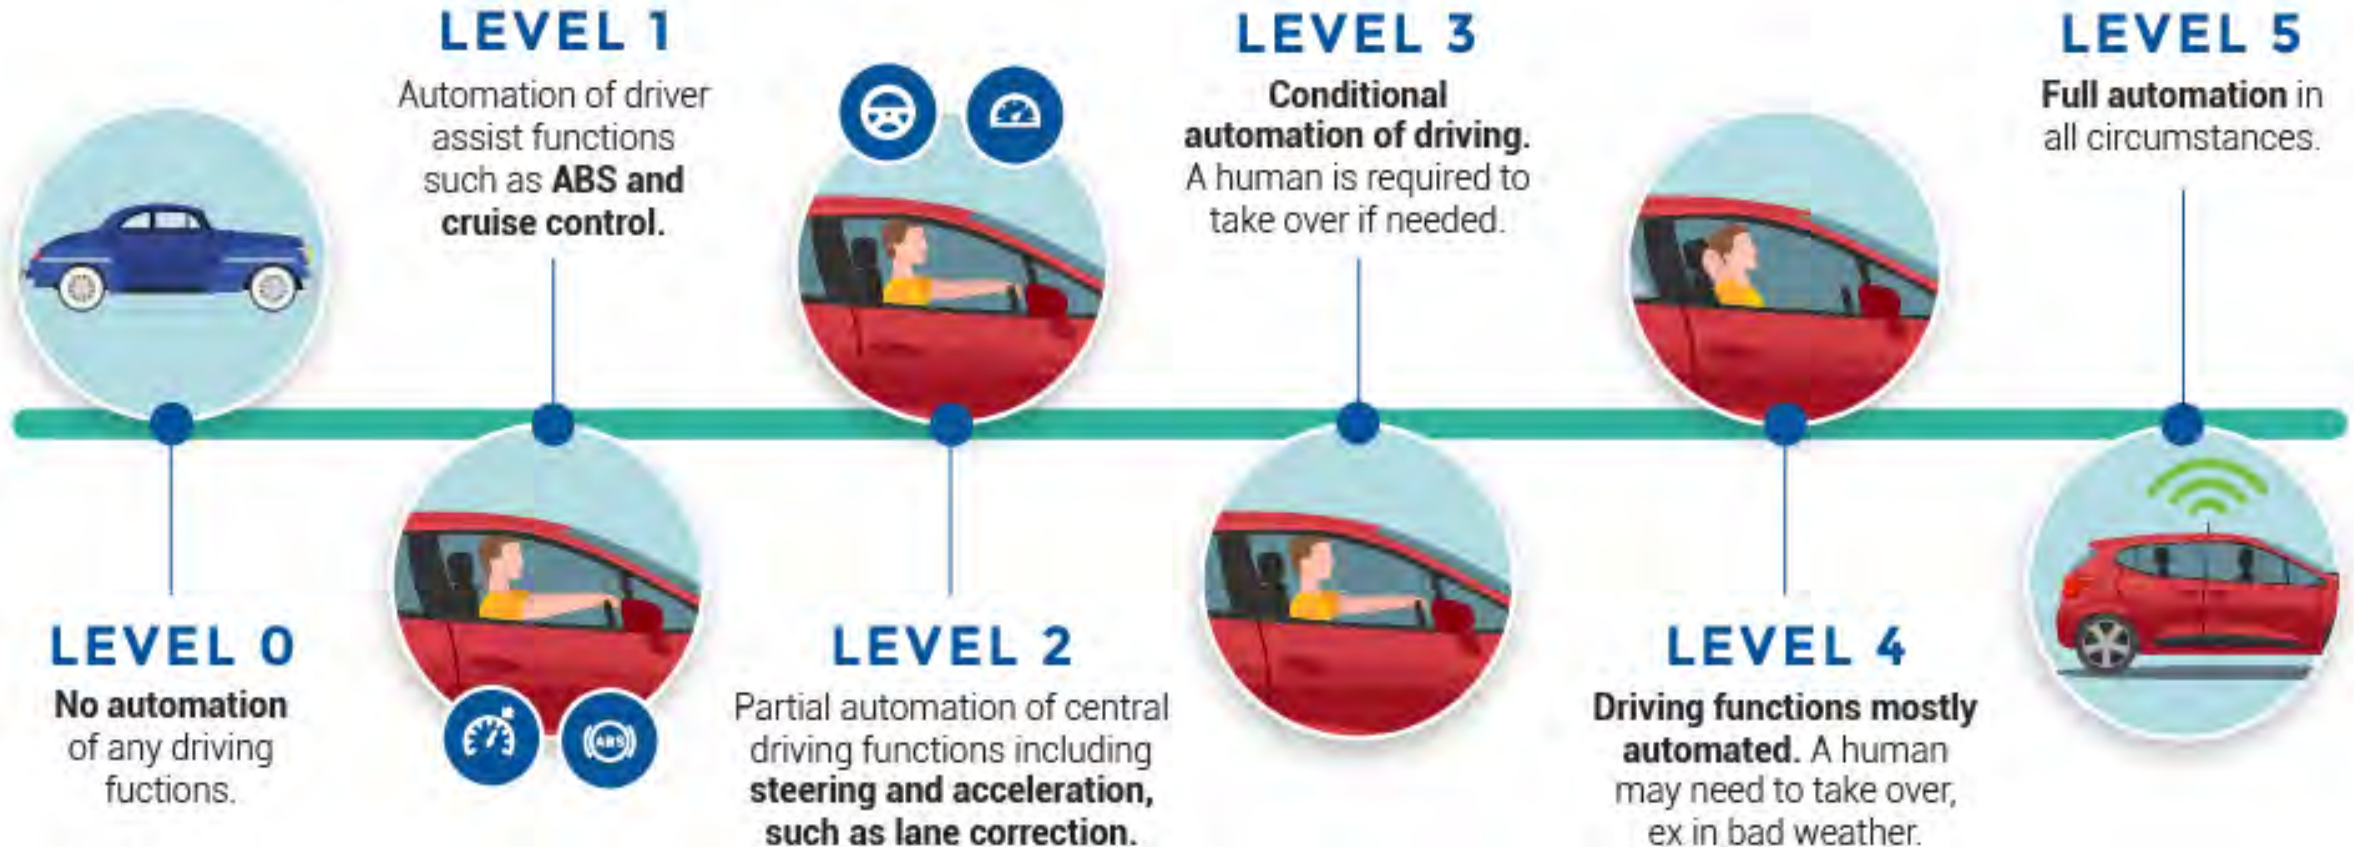 LEVEL 0
No automation
of any driving
fuctions.
LEVEL 1
Automation of driver
assist functions
such as ABS and
cruise control.
ABS
LEVEL 2
Partial automation of central
driving functions including
steering and acceleration,
such as lane correction.
LEVEL 3
Conditional
automation of driving.
A human is required to
take over if needed.
LEVEL 4
Driving functions mostly
automated. A human
may need to take over,
ex in bad weather.
LEVEL 5
Full automation in
all circumstances.